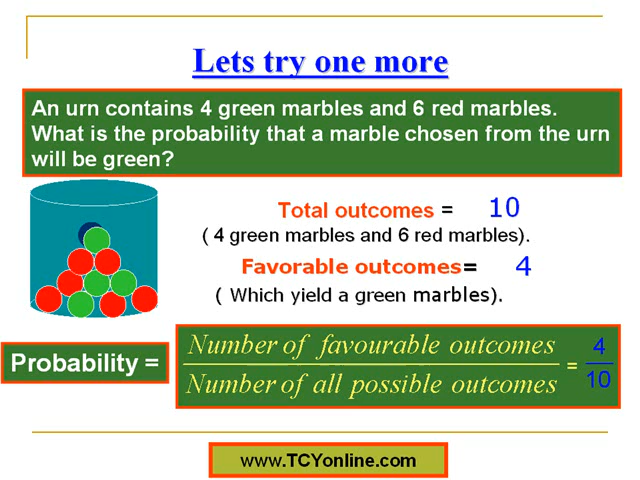 Lets try one more
An urn contains 4 green marbles and 6 red marbles.
What is the probability that a marble chosen from the urn
will be green?
Total outcomes = 10
( 4 green marbles and 6 red marbles).
Favorable outcomes= 4
( Which yield a green marbles).
Probability =
Number of favourable outcomes
Number of all possible outcomes
= 4
10
www.TCYonline.com